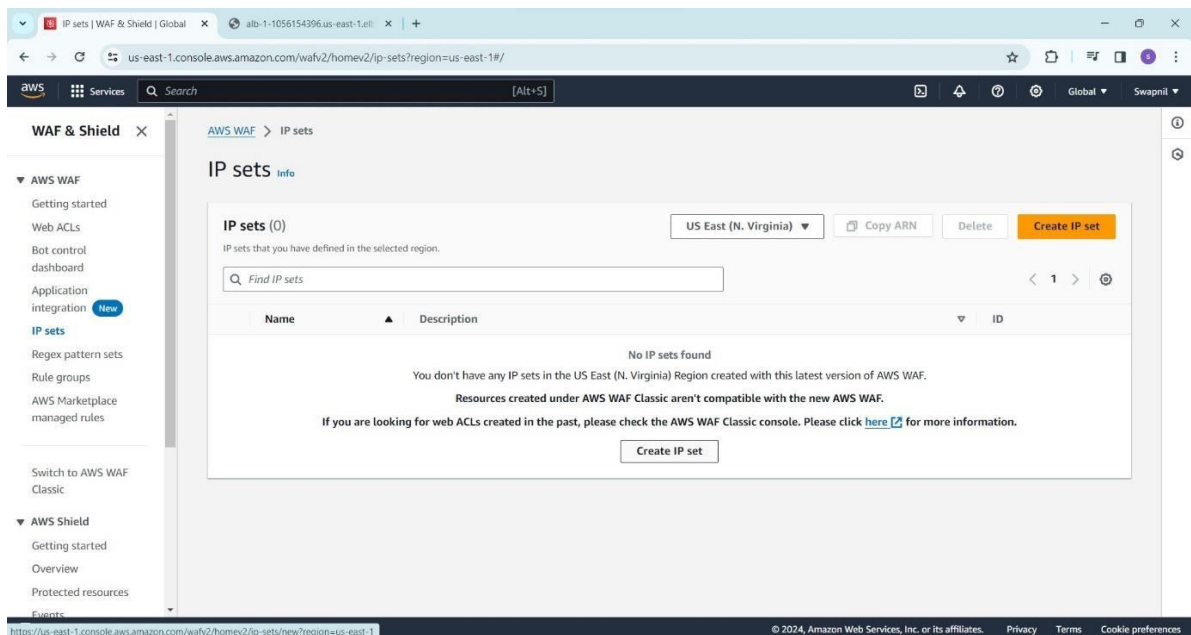 IP sets | WAF & Shield | Global
alb-1-1056154396.us-east-1.elb
us-east-1.console.aws.amazon.com/wafv2/homev2/ip-sets?region=us-east-1#/
aws Services Search [Alt+S] Global Swapnil
WAF & Shield
AWS WAF
Getting started
Web ACLs
Bot control
dashboard
Application
integration New
IP sets
Regex pattern sets
Rule groups
AWS Marketplace
managed rules
Switch to AWS WAF
Classic
AWS Shield
Getting started
Overview
Protected resources
Events
AWS WAF > IP sets
IP sets Info
IP sets (0) US East (N. Virginia) Copy ARN Delete Create IP set
IP sets that you have defined in the selected region.
Find IP sets < 1 >
Name Description ID
No IP sets found
You don't have any IP sets in the US East (N. Virginia) Region created with this latest version of AWS WAF.
Resources created under AWS WAF Classic aren't compatible with the new AWS WAF.
If you are looking for web ACLs created in the past, please check the AWS WAF Classic console. Please click here for more information.
Create IP set
https://us-east-1.console.aws.amazon.com/wafv2/homev2/ip-sets/new?region=us-east-1
© 2024, Amazon Web Services, Inc. or its affiliates. Privacy Terms Cookie preferences